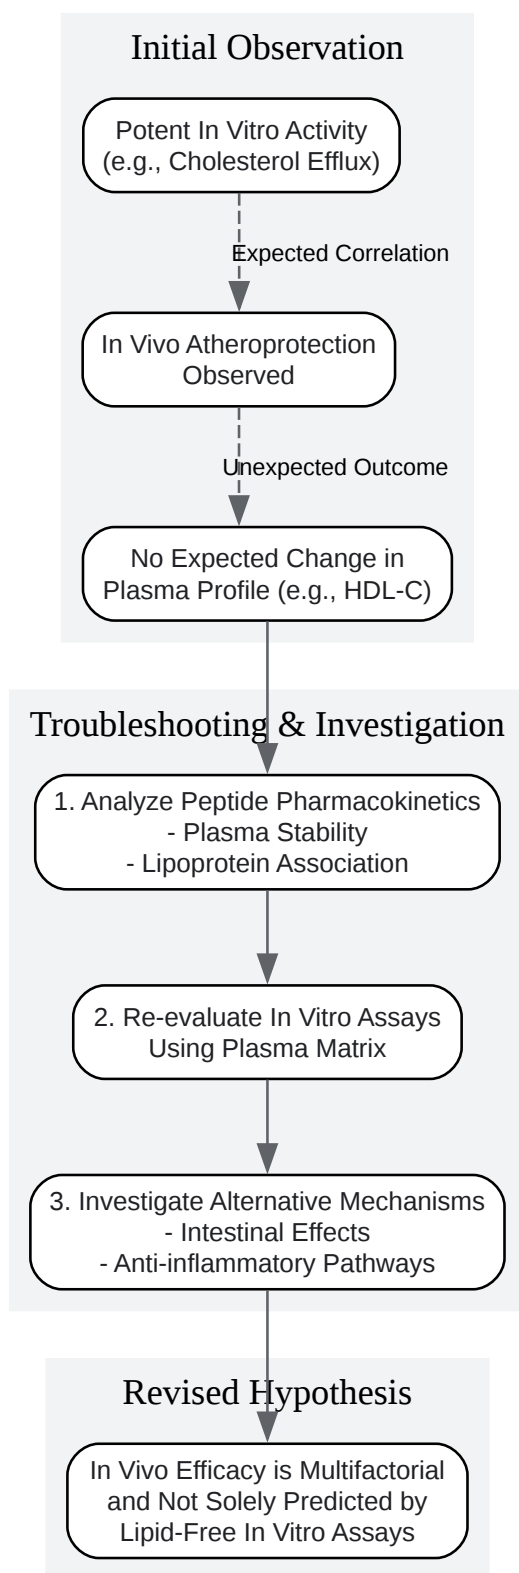 Initial Observation
Potent In Vitro Activity
(e.g., Cholesterol Efflux)
Expected Correlation
In Vivo Atheroprotection
Observed
Unexpected Outcome
No Expected Change in
Plasma Profile (e.g., HDL-C)
Troubleshooting & Investigation
1. Analyze Peptide Pharmacokinetics
- Plasma Stability
- Lipoprotein Association
2. Re-evaluate In Vitro Assays
Using Plasma Matrix
3. Investigate Alternative Mechanisms
- Intestinal Effects
- Anti-inflammatory Pathways
Revised Hypothesis
In Vivo Efficacy is Multifactorial
and Not Solely Predicted by
Lipid-Free In Vitro Assays